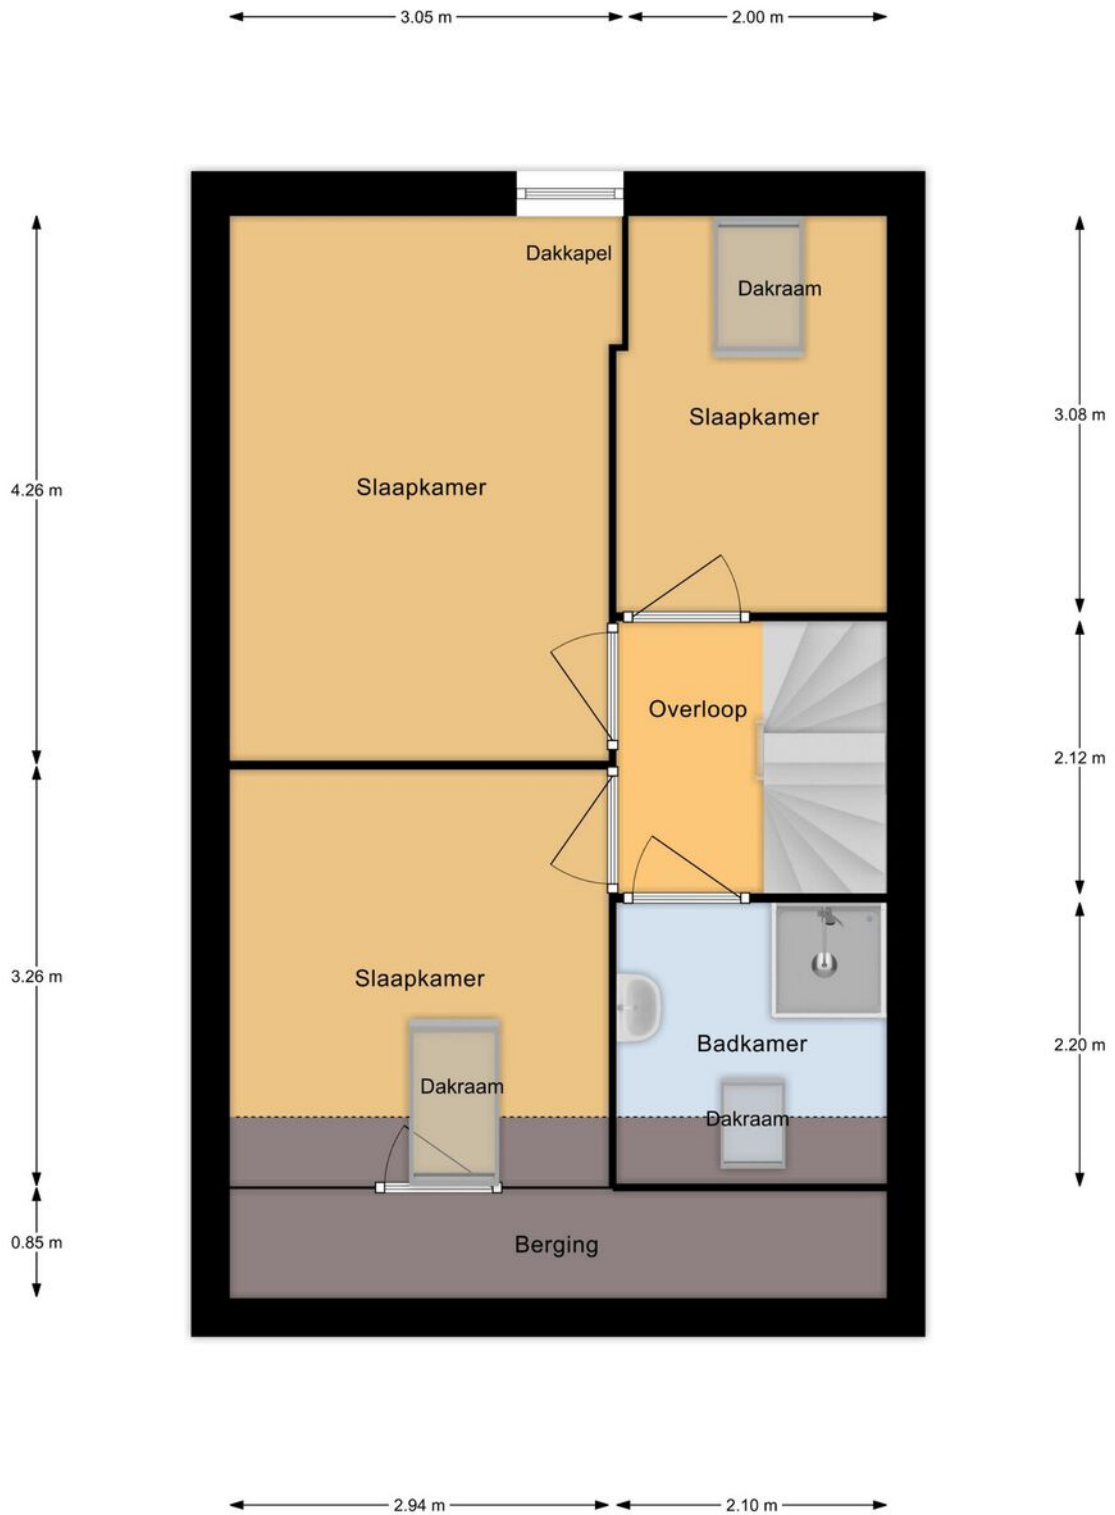 3.05 m
2.00 m
Dakkapel
Dakraam
3.08 m
Slaapkamer
4.26 m
Slaapkamer
Overloop
2.12 m
3.26 m
Slaapkamer
Badkamer
2.20 m
Dakraam
Dakraam
0.85 m
Berging
2.94 m
2.10 m